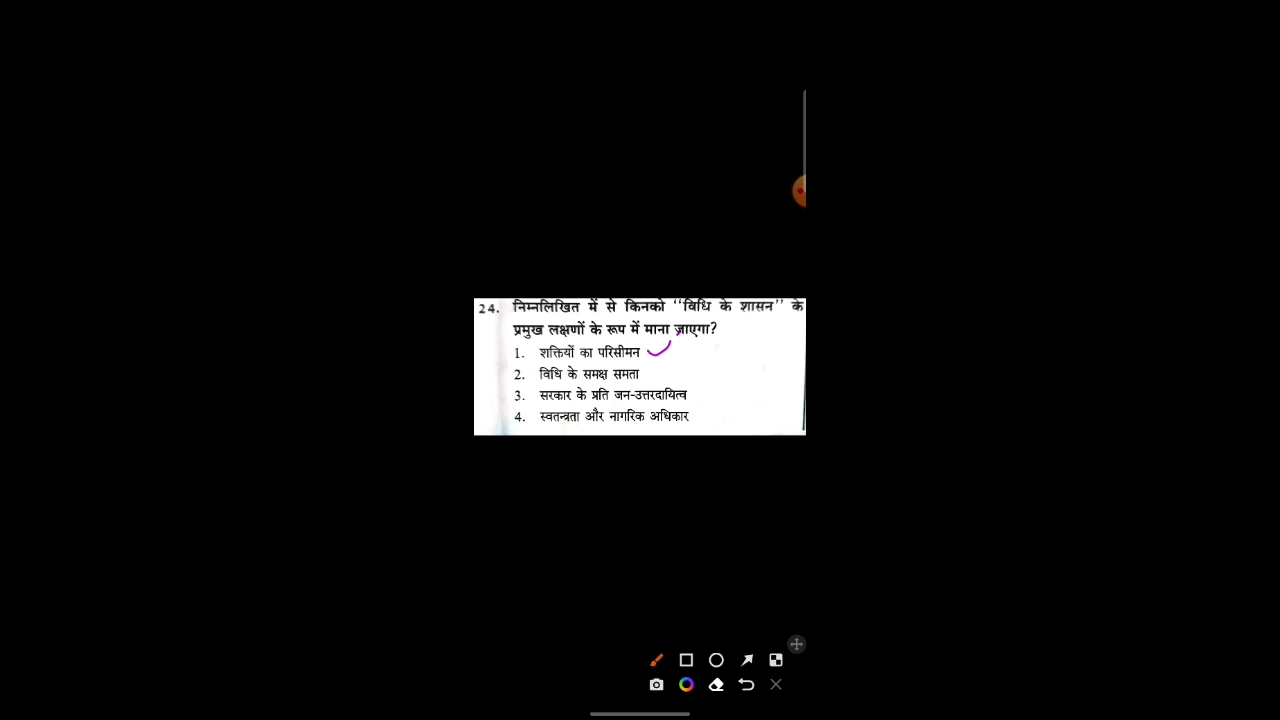 24. निम्नलिखित में से किनको ‘‘विधि के शासन’’ के
प्रमुख लक्षणों के रूप में माना जाएगा?
1. शक्तियों का परिसीमन
2. विधि के समक्ष समता
3. सरकार के प्रति जन-उत्तरदायित्व
4. स्वतन्त्रता और नागरिक अधिकार